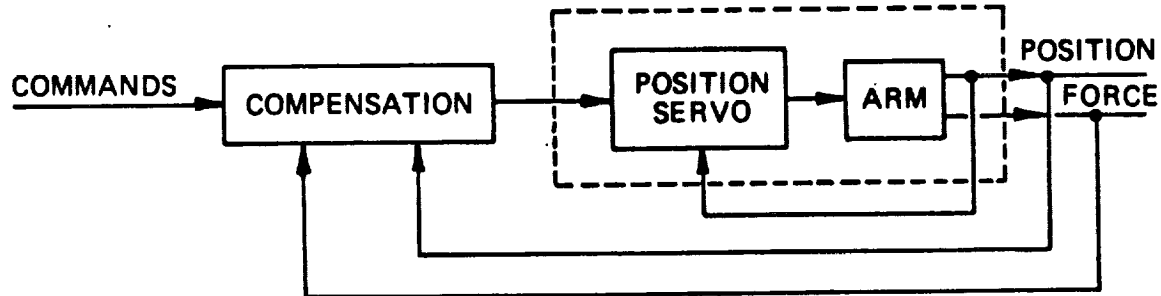 COMMANDS
COMPENSATION
POSITION
SERVO
ARM
POSITION
FORCE